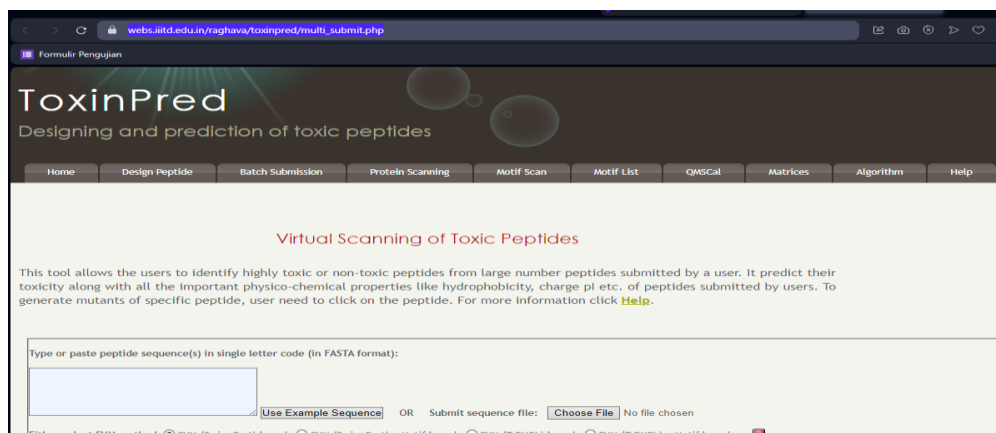 webs.iiitd.edu.in/raghava/toxinpred/multi_submit.php
Formulir Pengujian
ToxinPred
Designing and prediction of toxic peptides
Home Design Peptide Batch Submission Protein Scanning Motif Scan Motif List QMSCal Matrices Algorithm Help
Virtual Scanning of Toxic Peptides
This tool allows the users to identify highly toxic or non-toxic peptides from large number peptides submitted by a user. It predict their
toxicity along with all the important physico-chemical properties like hydrophobicity, charge pI etc. of peptides submitted by users. To
generate mutants of specific peptide, user need to click on the peptide. For more information click Help.
Type or paste peptide sequence(s) in single letter code (in FASTA format):
Use Example Sequence OR Submit sequence file: Choose File No file chosen